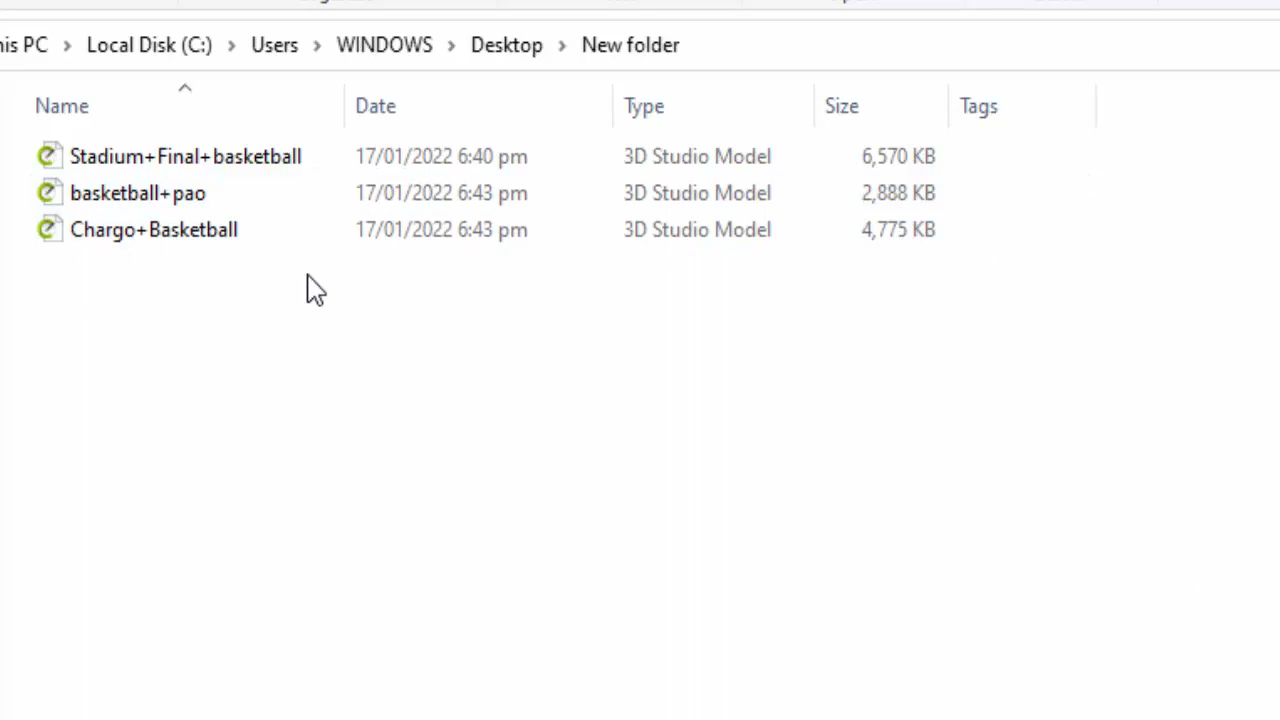 his PC > Local Disk (C:) > Users > WINDOWS > Desktop > New folder
Name Date Type Size Tags
Stadium+Final+basketball 17/01/2022 6:40 pm 3D Studio Model 6,570 KB
basketball+pao 17/01/2022 6:43 pm 3D Studio Model 2,888 KB
Chargo+Basketball 17/01/2022 6:43 pm 3D Studio Model 4,775 KB